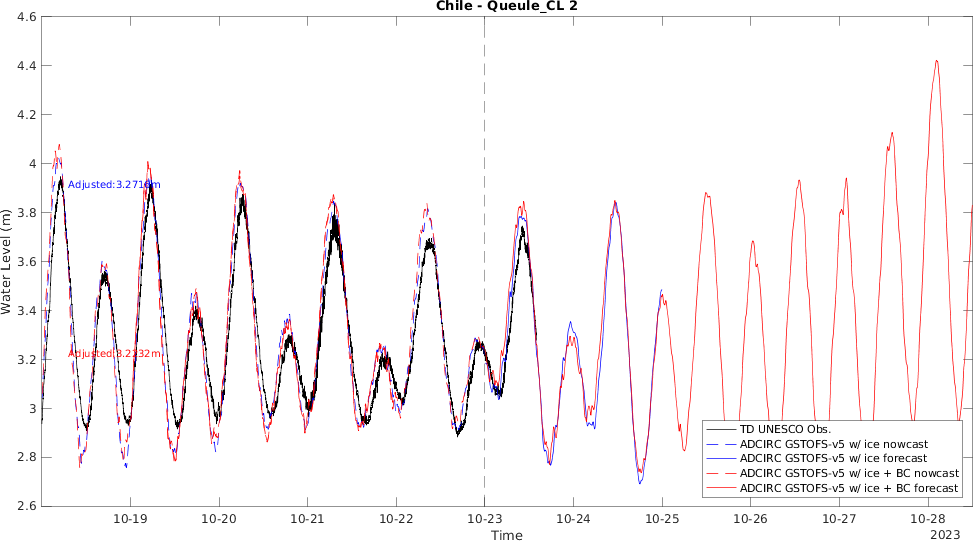 Chile - Queule_CL 2
4.6
4.4
4.2
4
3.8
3.6
3.4
3.2
3
2.8
2.6
Water Level (m)
Adjusted:3.2232m
TD UNESCO Obs.
ADCIRC GSTOFS-v5 w/ ice nowcast
ADCIRC GSTOFS-v5 w/ ice forecast
ADCIRC GSTOFS-v5 w/ ice + BC nowcast
ADCIRC GSTOFS-v5 w/ ice + BC forecast
10-19
10-20
10-21
10-22
10-23
10-24
10-25
10-26
10-27
10-28
Time
2023